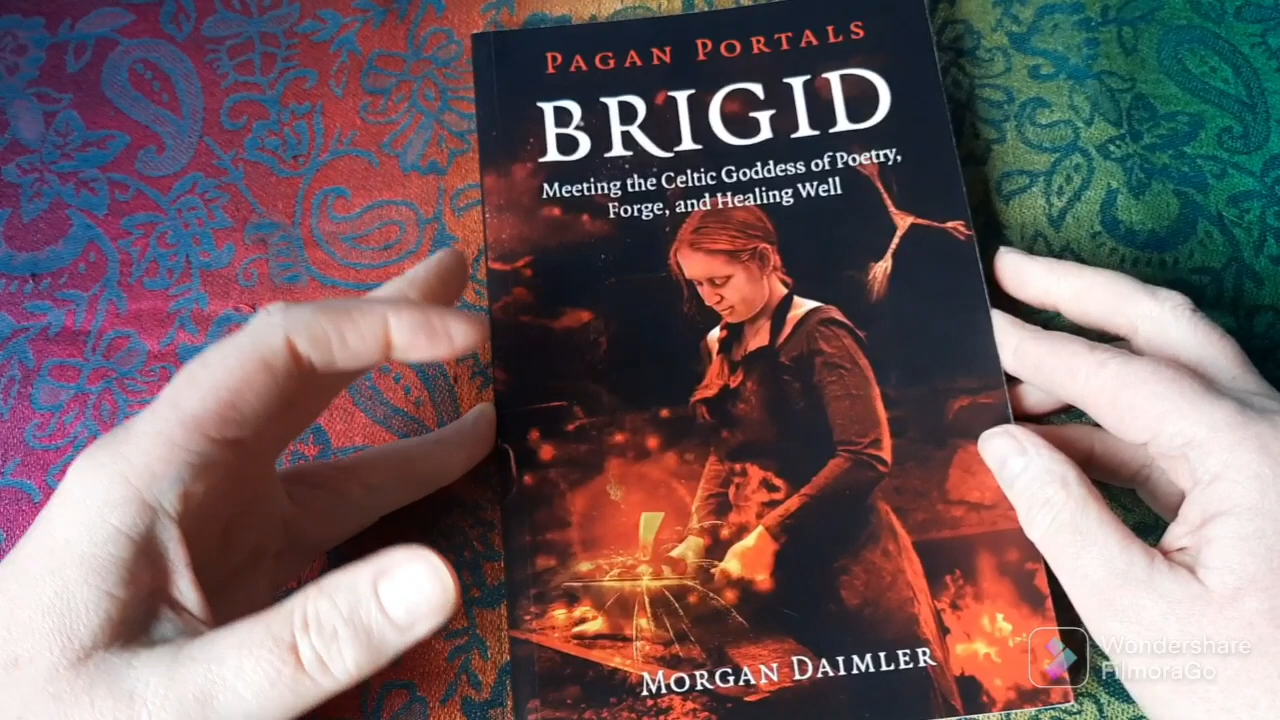 PAGAN PORTALS
BRIGID
Meeting the Celtic Goddess of Poetry,
Forge, and Healing Well
MORGAN DAIMLER
Wondershare
FilmoraGo